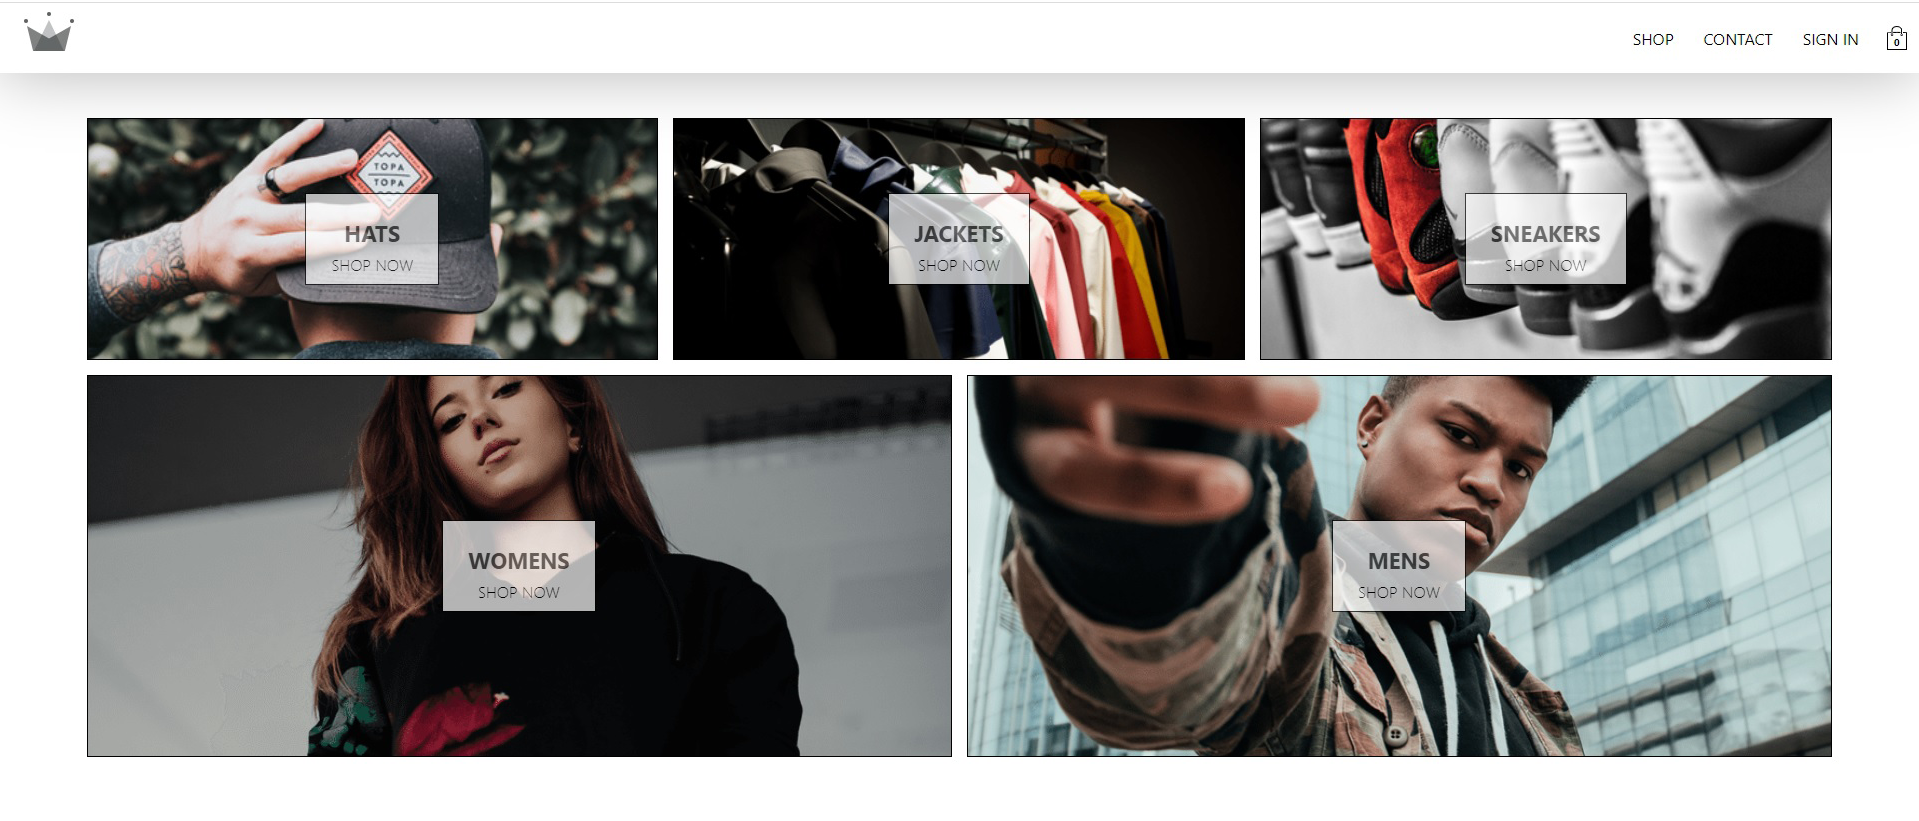 SHOP
CONTACT
SIGN IN
0
TOPA
TOPA
HATS
SHOP NOW
JACKETS
SHOP NOW
SNEAKERS
SHOP NOW
WOMENS
SHOP NOW
MENS
SHOP NOW